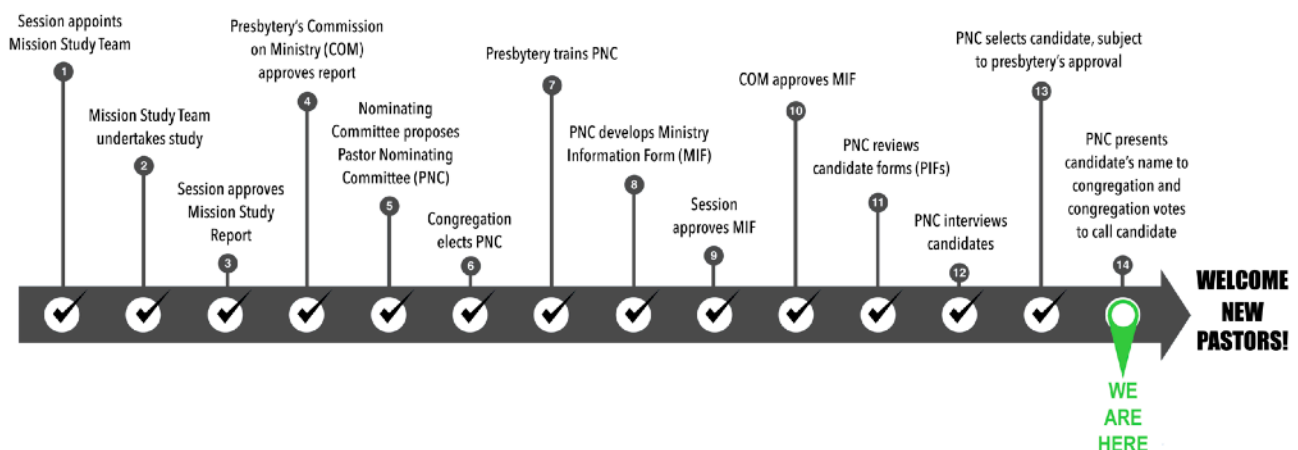 Session appoints
Mission Study Team
1
Mission Study Team
undertakes study
2
Session approves
Mission Study
Report
3
Presbytery's Commission
on Ministry (COM)
approves report
4
Nominating
Committee proposes
Pastor Nominating
Committee (PNC)
5
Congregation
elects PNC
6
Presbytery trains PNC
7
PNC develops Ministry
Information Form (MIF)
8
Session
approves MIF
9
COM approves MIF
10
PNC reviews
candidate forms (PIFs)
11
PNC interviews
candidates
12
PNC selects candidate, subject
to presbytery's approval
13
PNC presents
candidate's name to
congregation and
congregation votes
to call candidate
14
WELCOME
NEW
PASTORS!
WE
ARE
HERE